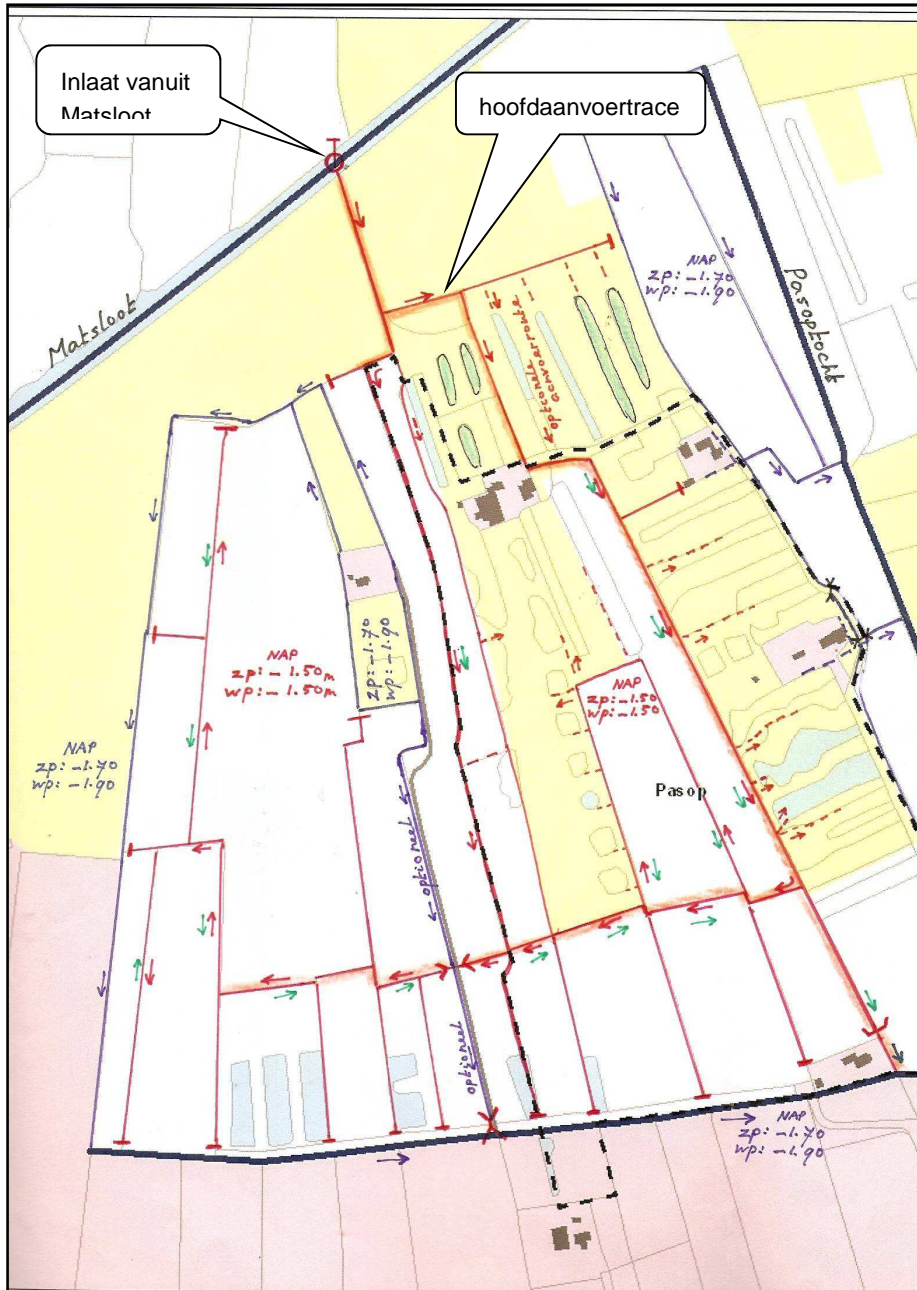 Inlaat vanuit
Matsloot
hoofdaanvoertrace
Matsloot
NAP
zp: -1.70
wp: -1.90
Pasoptocht
optionele
aanvoerroute
NAP
zp: -1.50m
wp: -1.50m
zp: -1.70
wp: -1.90
NAP
zp: -1.50
wp: -1.50
NAP
zp: -1.70
wp: -1.90
Pasop
optioneel
optioneel
NAP
zp: -1.70
wp: -1.90